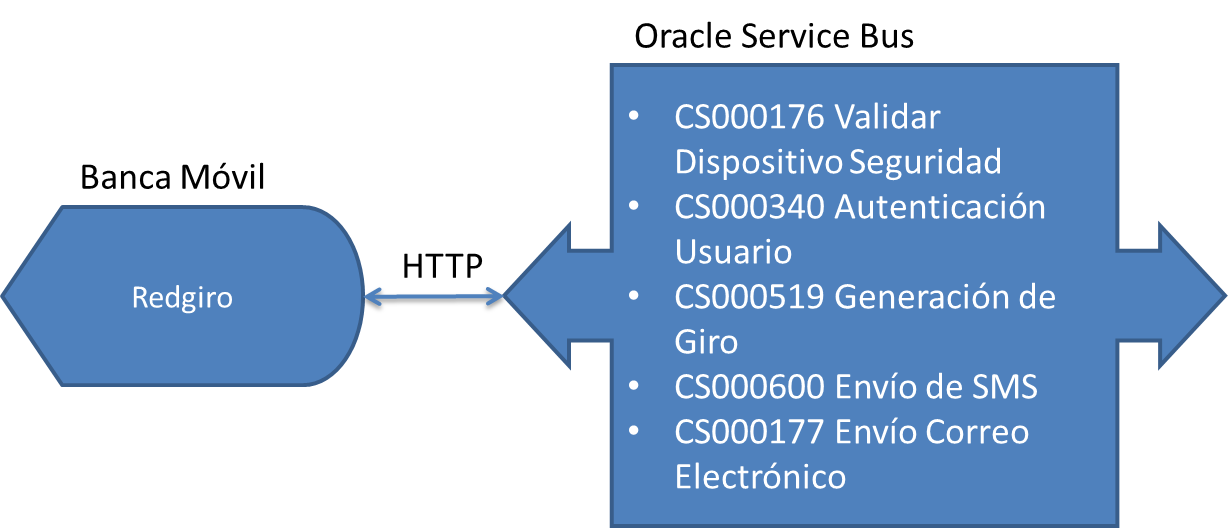 Oracle Service Bus
• CS000176 Validar
Dispositivo Seguridad
• CS000340 Autenticación
Usuario
• CS000519 Generación de
Giro
• CS000600 Envío de SMS
• CS000177 Envío Correo
Electrónico
Banca Móvil
Redgiro
HTTP